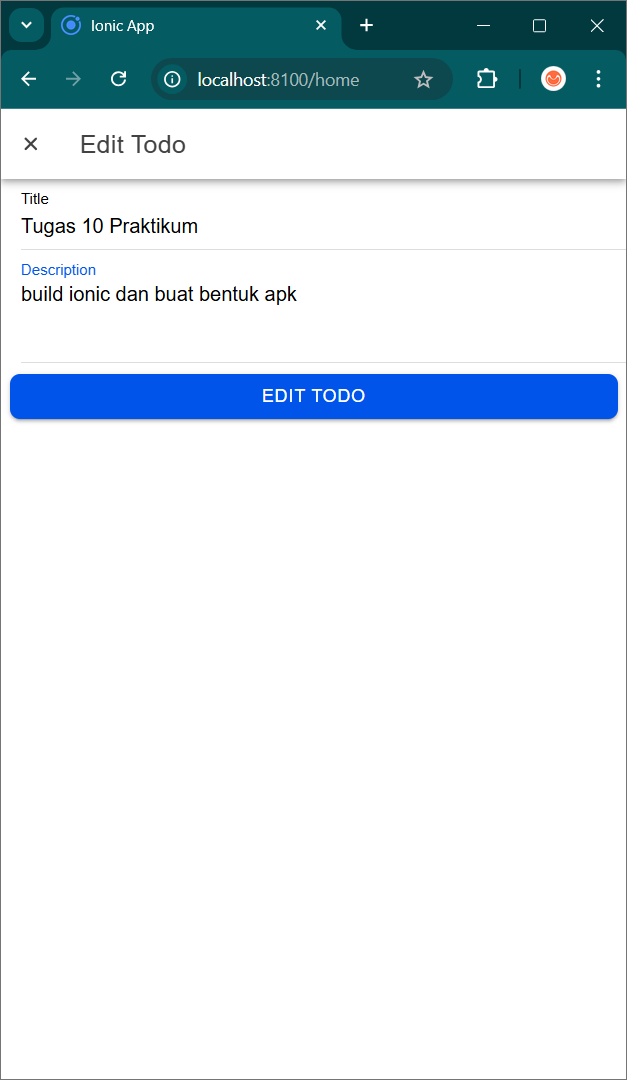 Ionic App
localhost:8100/home
Edit Todo
Title
Tugas 10 Praktikum
Description
build ionic dan buat bentuk apk
EDIT TODO